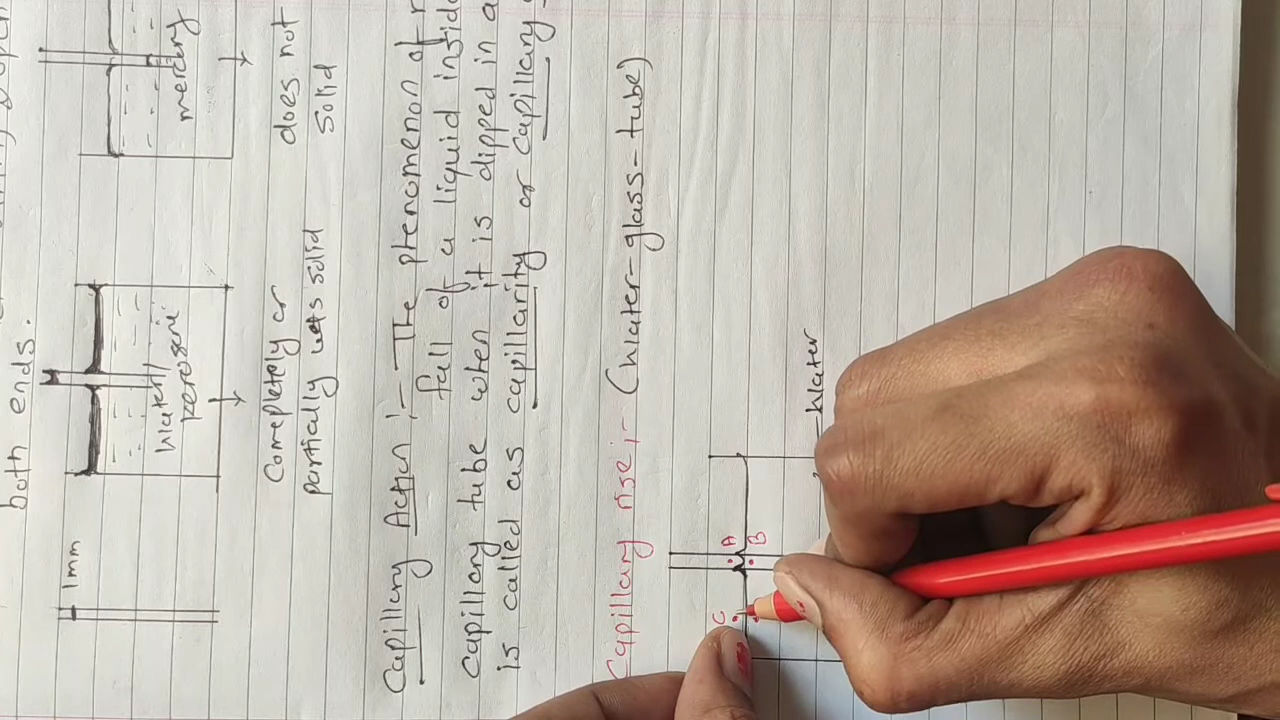 both ends.
1mm
water/
kerosene
mercury
Comepletely or
partially wets solid
does not
solid
Capillary Action :- The phenomenon of
fall of a liquid inside
capillary tube when it is dipped in a
is called as capillarity or capillary
Capillary rise :- (Water-glass-tube)
A
B
C
Water